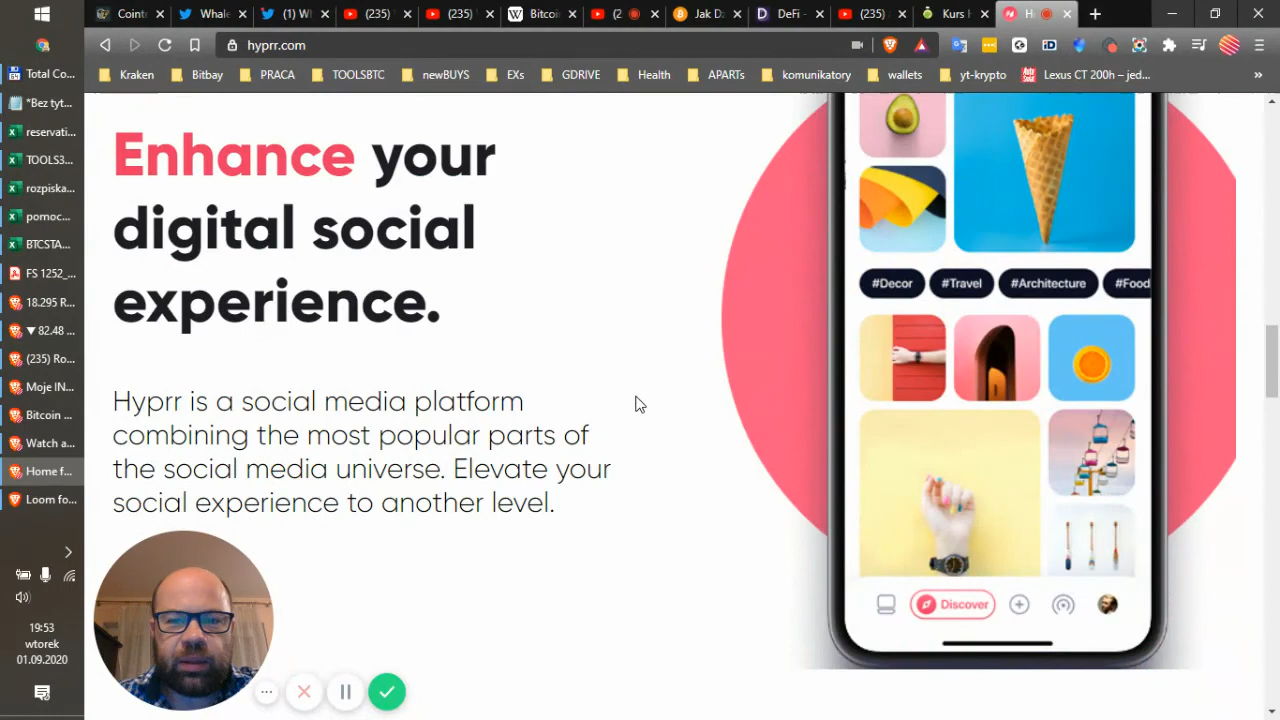 Cointe
Whale
(1) W
(235)
(235)
Bitcoin
(2
Jak Dz
DeFi -
(235)
Kurs H
H
hyprr.com
Kraken
Bitbay
PRACA
TOOLSBTC
newBUYS
EXs
GDRIVE
Health
APARTs
komunikatory
wallets
yt-krypto
Lexus CT 200h – jed...
»
Total Co...
*Bez tyt...
reservati...
TOOLS3...
rozpiska...
pomoc...
BTCSTA...
FS 1252_...
18.295 R...
▼ 82.48 ...
(235) Ro...
Moje IN...
Bitcoin ...
Watch a...
Home f...
Loom fo...
19:53
wtorek
01.09.2020
Enhance your
digital social
experience.
Hyprr is a social media platform
combining the most popular parts of
the social media universe. Elevate your
social experience to another level.
#Decor
#Travel
#Architecture
#Food
Discover